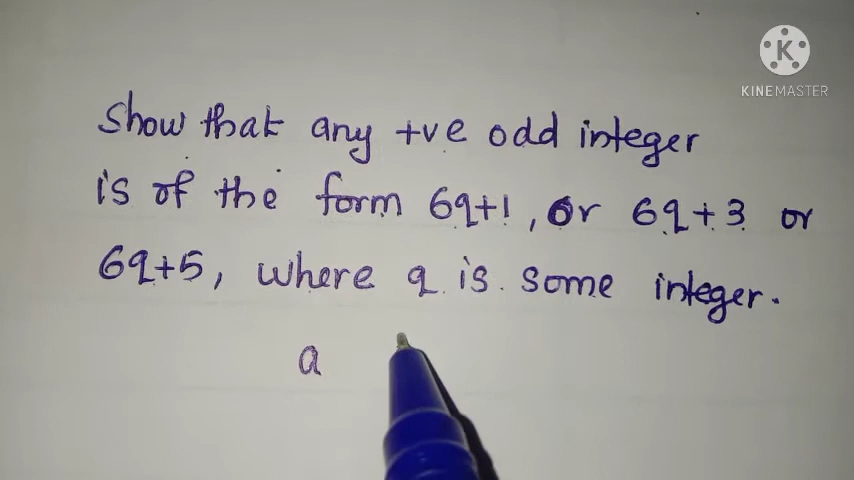 KINEMASTER
Show that any +ve odd integer
is of the form 6q+1, or 6q+3 or
6q+5, where q is some integer.
a